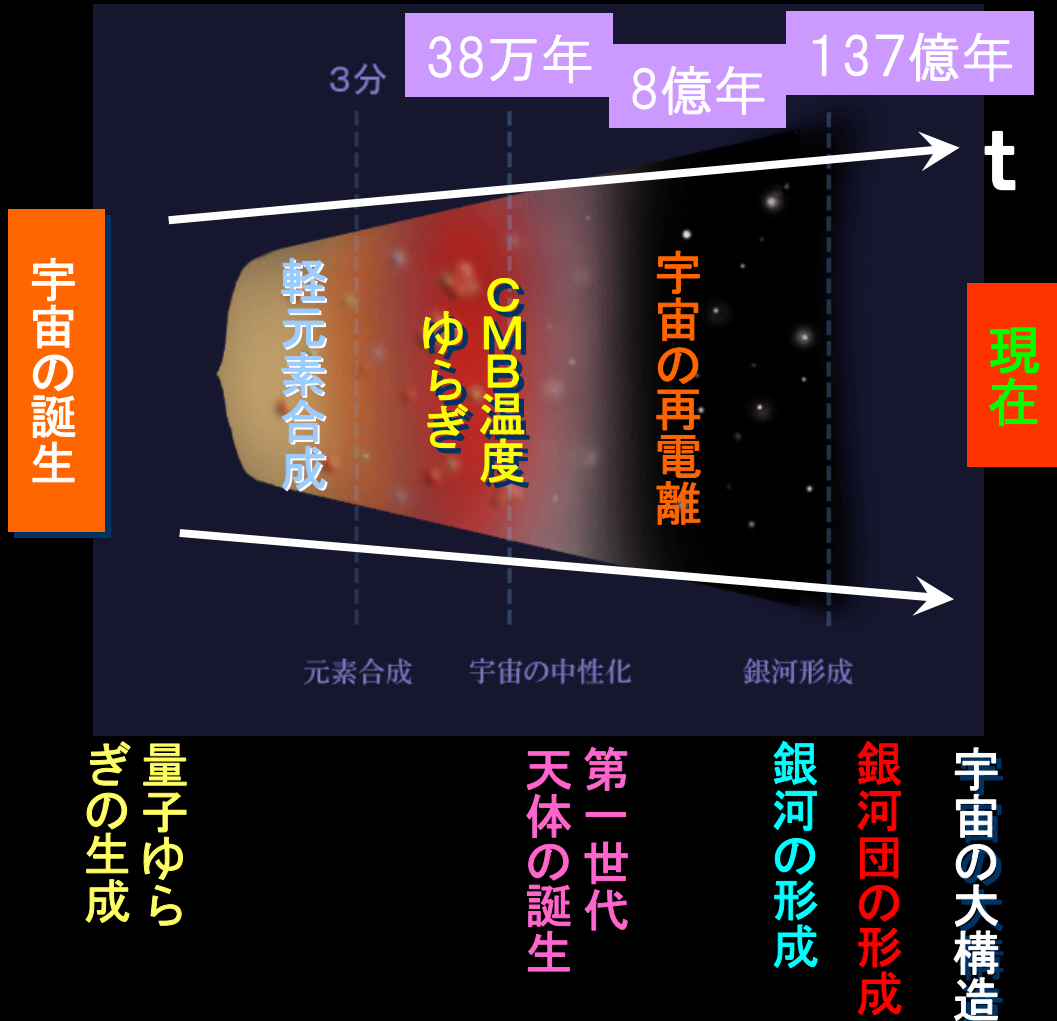 38万年
8億年
137億年
3分
t
宇宙の誕生
軽元素合成
CMB温度
ゆらぎ
宇宙の再電離
現在
元素合成
宇宙の中性化
銀河形成
量子ゆら
ぎの生成
第一世代
天体の誕生
銀河の形成
銀河団の形成
宇宙の大構造